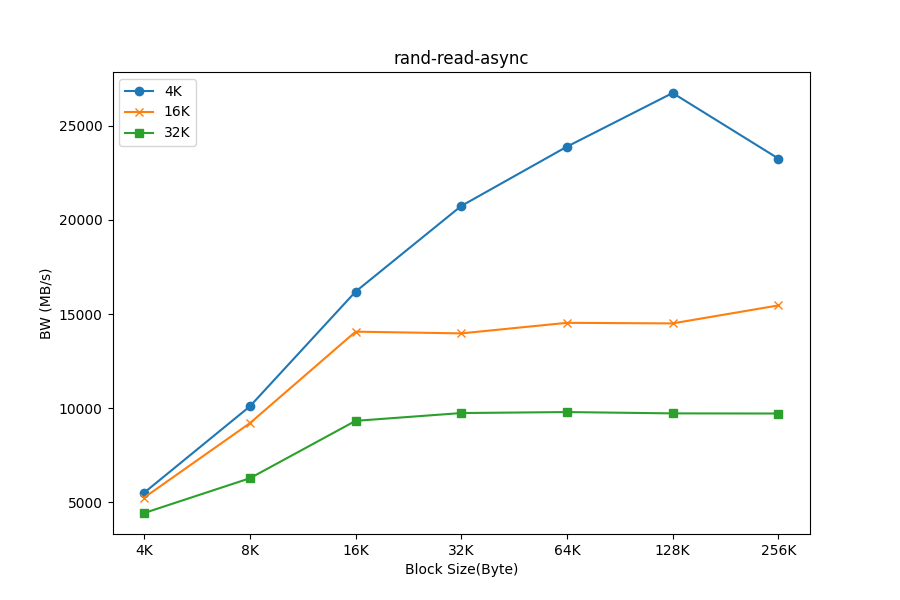 rand-read-async
4K
16K
32K
25000
20000
15000
10000
5000
BW (MB/s)
4K 8K 16K 32K 64K 128K 256K
Block Size(Byte)